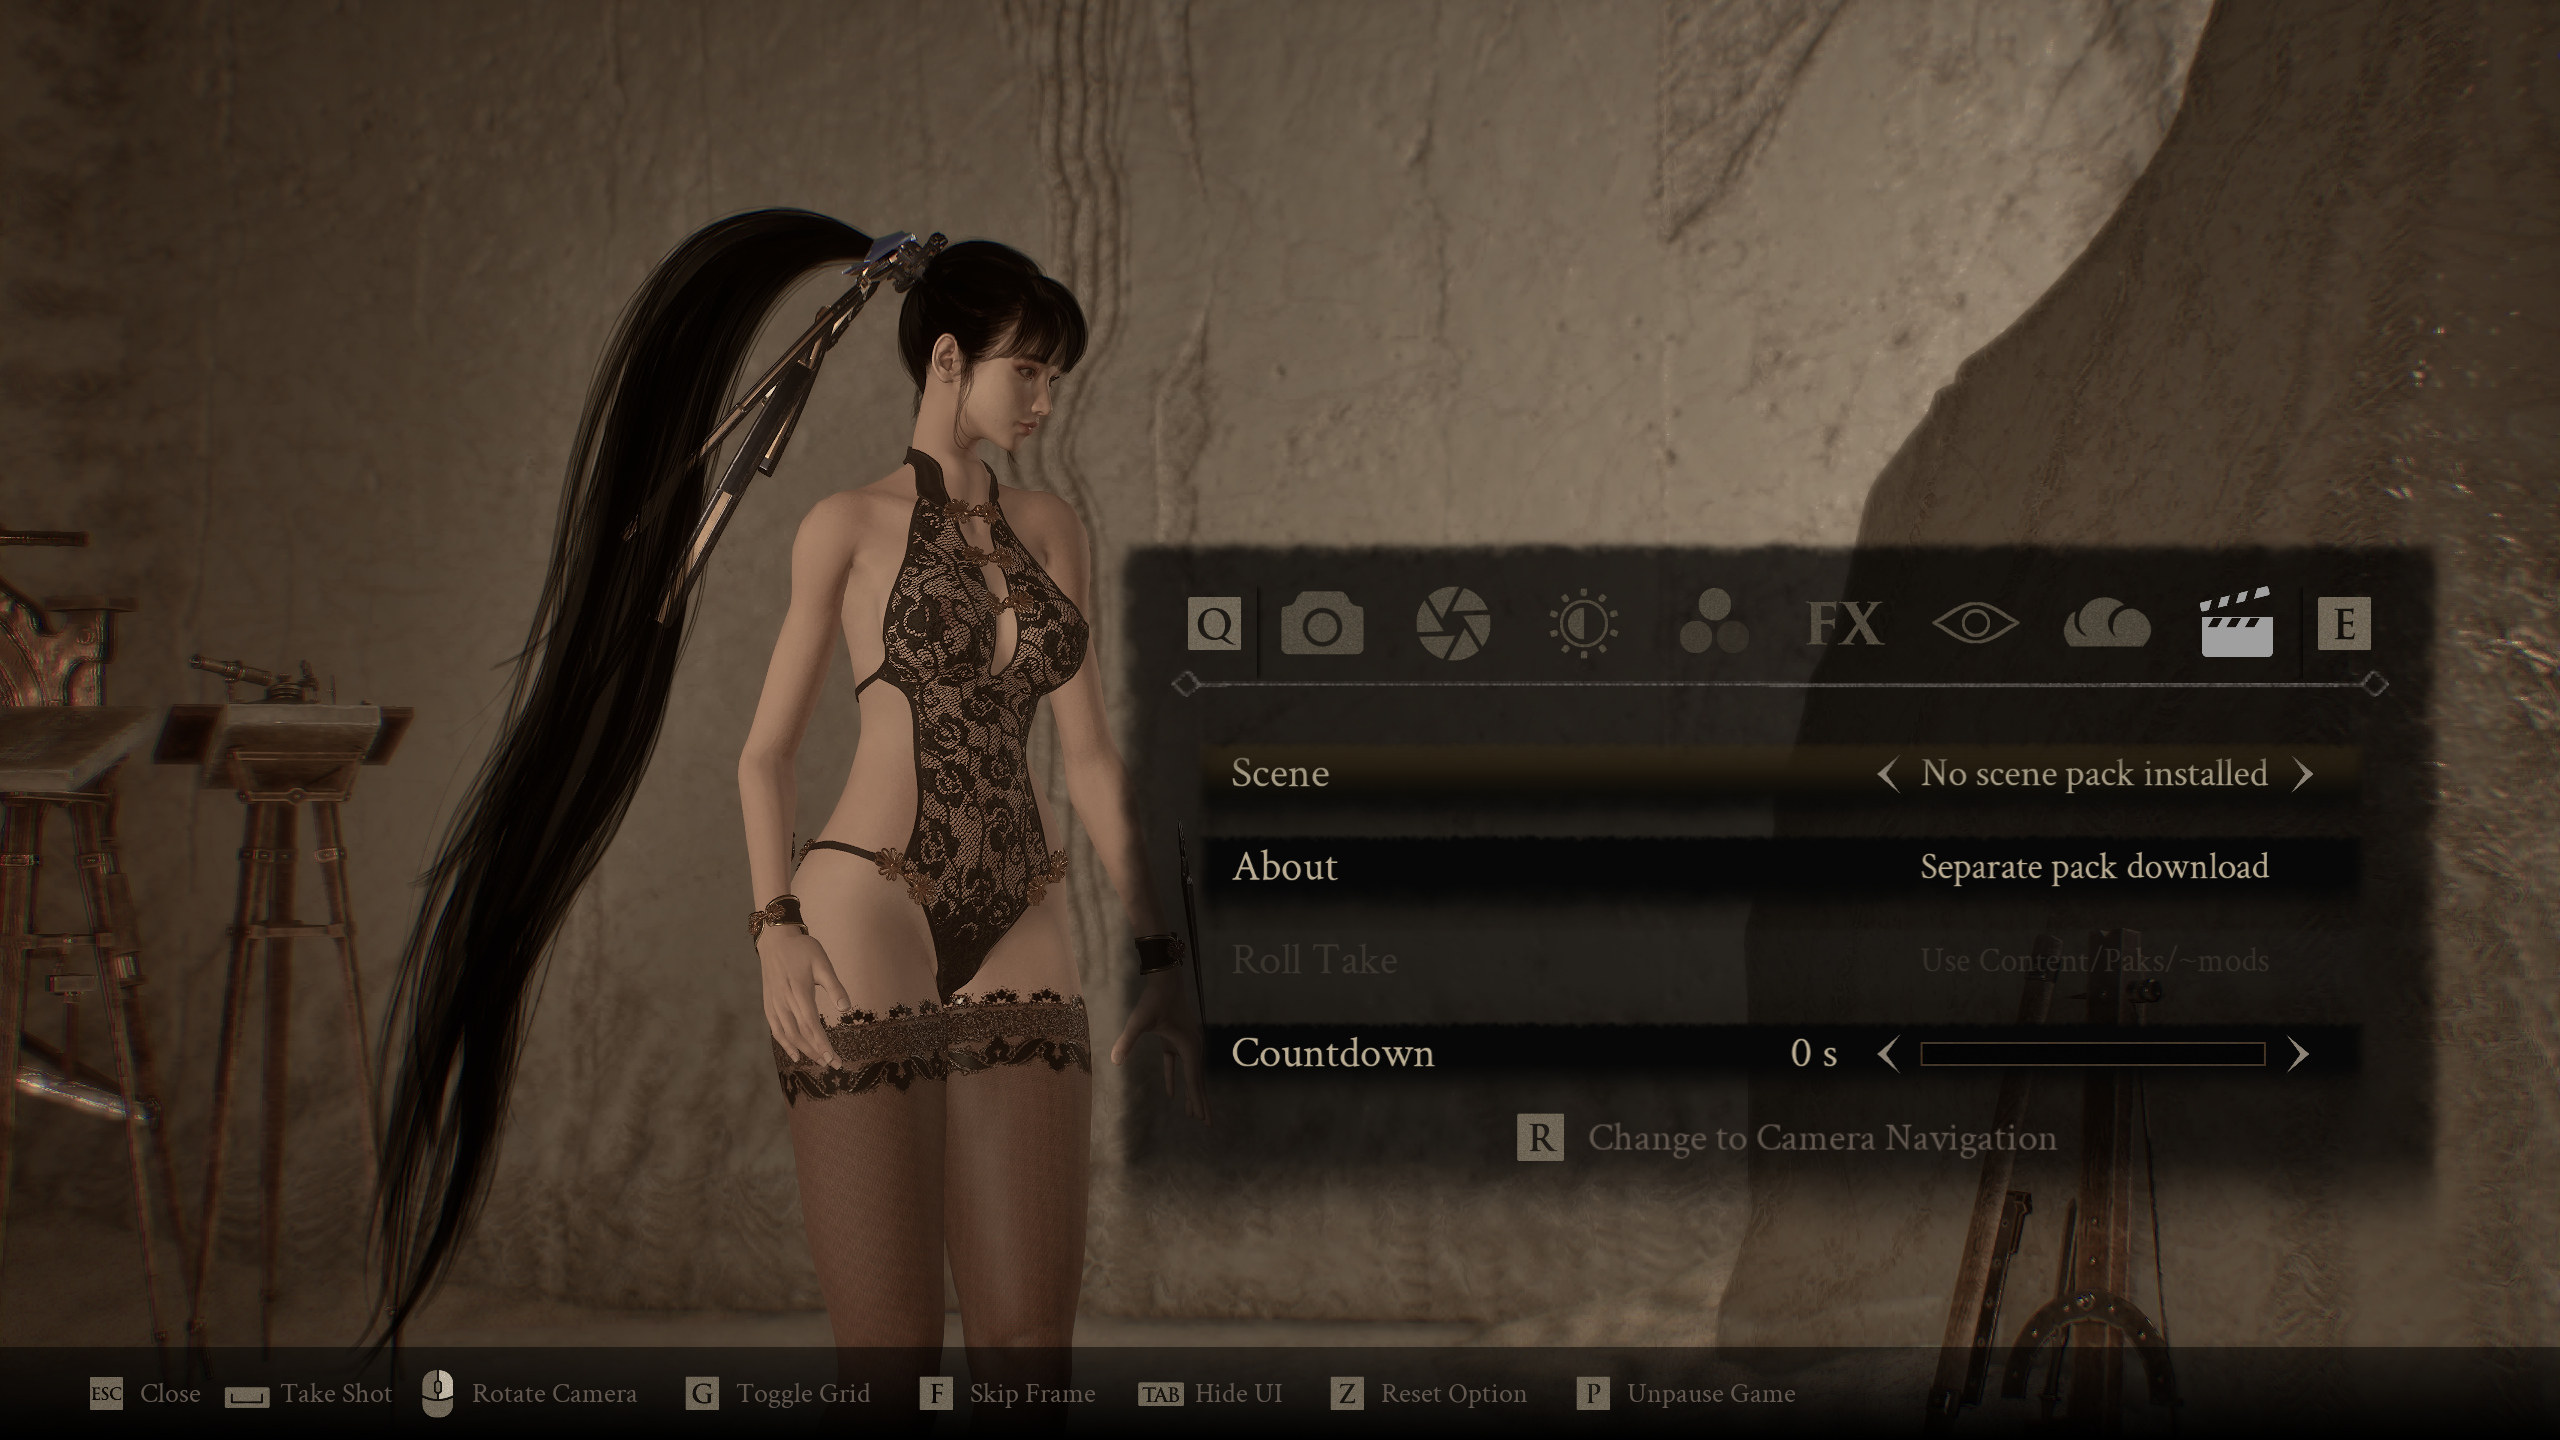 Q FX E
Scene No scene pack installed
About Separate pack download
Roll Take Use Content/Paks/~mods
Countdown 0 s
R Change to Camera Navigation
ESC Close Take Shot Rotate Camera G Toggle Grid F Skip Frame TAB Hide UI Z Reset Option P Unpause Game